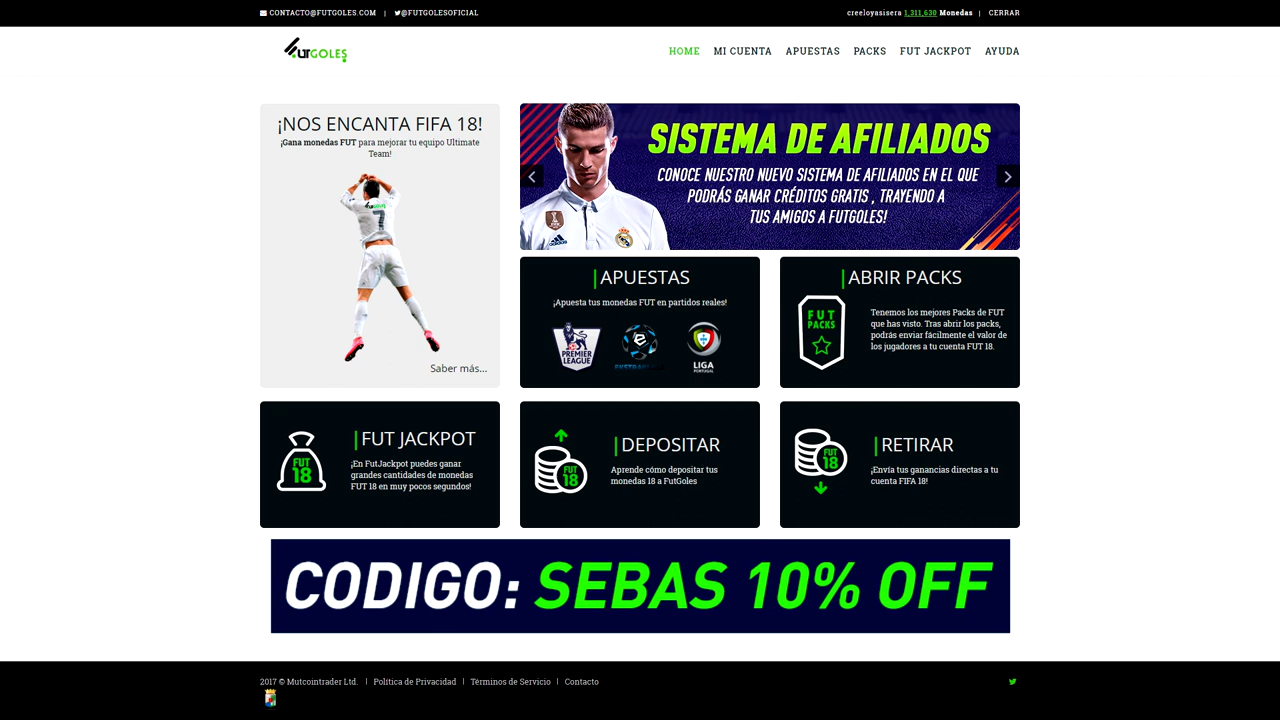 CONTACTO@FUTGOLES.COM | @FUTGOLESOFICIAL
creeloyasisera 1,311,630 Monedas | CERRAR
FUTGOLES
HOME MI CUENTA APUESTAS PACKS FUT JACKPOT AYUDA
¡NOS ENCANTA FIFA 18!
¡Gana monedas FUT para mejorar tu equipo Ultimate
Team!
7
Saber más...
SISTEMA DE AFILIADOS
CONOCE NUESTRO NUEVO SISTEMA DE AFILIADOS EN EL QUE
PODRÁS GANAR CRÉDITOS GRATIS , TRAYENDO A
TUS AMIGOS A FUTGOLES!
|APUESTAS
¡Apuesta tus monedas FUT en partidos reales!
PREMIER
LEAGUE
EKSTRAKLASA
LIGA
PORTUGAL
|ABRIR PACKS
FUT
PACKS
Tenemos los mejores Packs de FUT
que has visto. Tras abrir los packs,
podrás enviar fácilmente el valor de
los jugadores a tu cuenta FUT 18.
|FUT JACKPOT
FUT
18
¡En FutJackpot puedes ganar
grandes cantidades de monedas
FUT 18 en muy pocos segundos!
|DEPOSITAR
FUT
18
Aprende cómo depositar tus
monedas 18 a FutGoles
|RETIRAR
FUT
18
¡Envía tus ganancias directas a tu
cuenta FIFA 18!
CODIGO: SEBAS 10% OFF
2017 © Mutcointrader Ltd. | Política de Privacidad | Términos de Servicio | Contacto